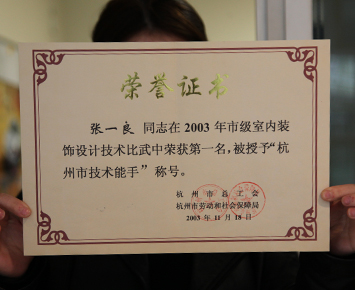 荣誉证书
张一良 同志在 2003 年市级室内装
饰设计技术比武中荣获第一名，被授予“杭
州市技术能手”称号。
杭州市总工会
杭州市劳动和社会保障局
2003 年 11 月 18 日